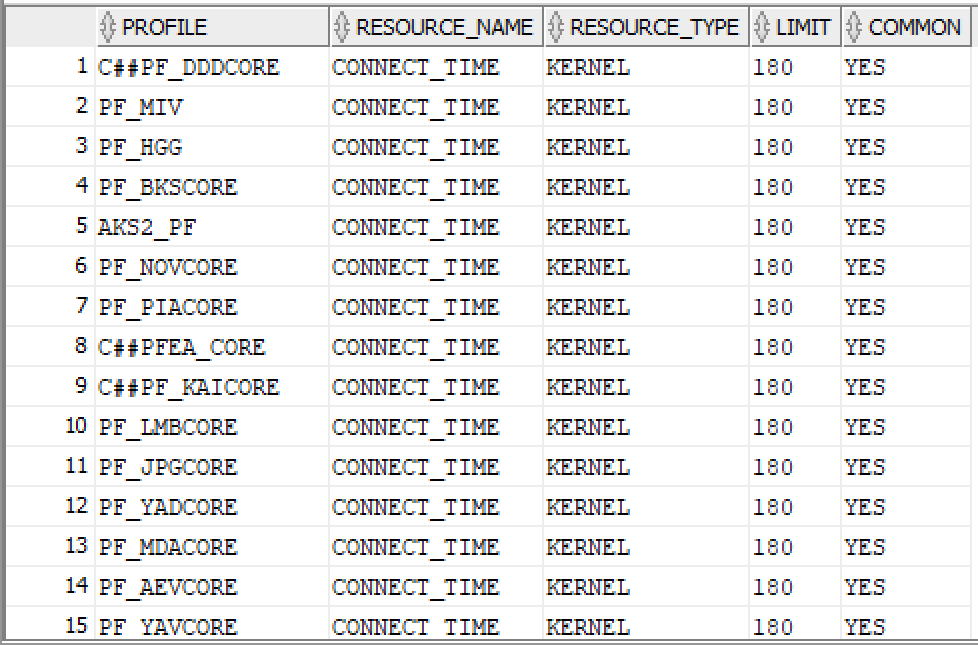 PROFILE RESOURCE_NAME RESOURCE_TYPE LIMIT COMMON
1 C##PF_DDDCORE CONNECT_TIME KERNEL 180 YES
2 PF_MIV CONNECT_TIME KERNEL 180 YES
3 PF_HGG CONNECT_TIME KERNEL 180 YES
4 PF_BKSCORE CONNECT_TIME KERNEL 180 YES
5 AKS2_PF CONNECT_TIME KERNEL 180 YES
6 PF_NOVCORE CONNECT_TIME KERNEL 180 YES
7 PF_PIACORE CONNECT_TIME KERNEL 180 YES
8 C##PFEA_CORE CONNECT_TIME KERNEL 180 YES
9 C##PF_KAICORE CONNECT_TIME KERNEL 180 YES
10 PF_LMBCORE CONNECT_TIME KERNEL 180 YES
11 PF_JPGCORE CONNECT_TIME KERNEL 180 YES
12 PF_YADCORE CONNECT_TIME KERNEL 180 YES
13 PF_MDACORE CONNECT_TIME KERNEL 180 YES
14 PF_AEVCORE CONNECT_TIME KERNEL 180 YES
15 PF_YAVCORE CONNECT_TIME KERNEL 180 YES